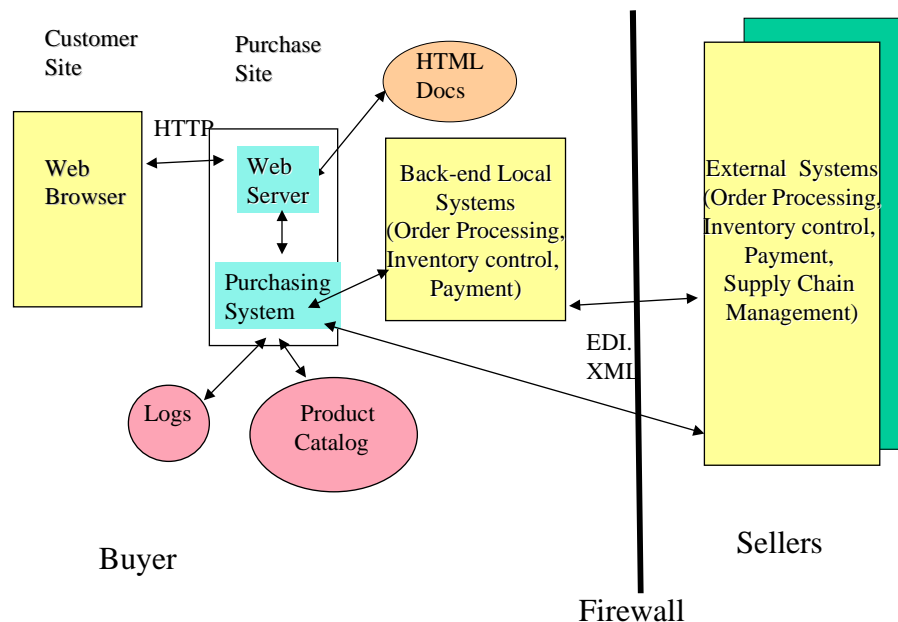 Customer
Site
Purchase
Site
HTML
Docs
HTTP
Web
Browser
Web
Server
Back-end Local
Systems
(Order Processing,
Inventory control,
Payment)
External Systems
(Order Processing,
Inventory control,
Payment,
Supply Chain
Management)
Purchasing
System
EDI.
XML
Logs
Product
Catalog
Buyer
Sellers
Firewall